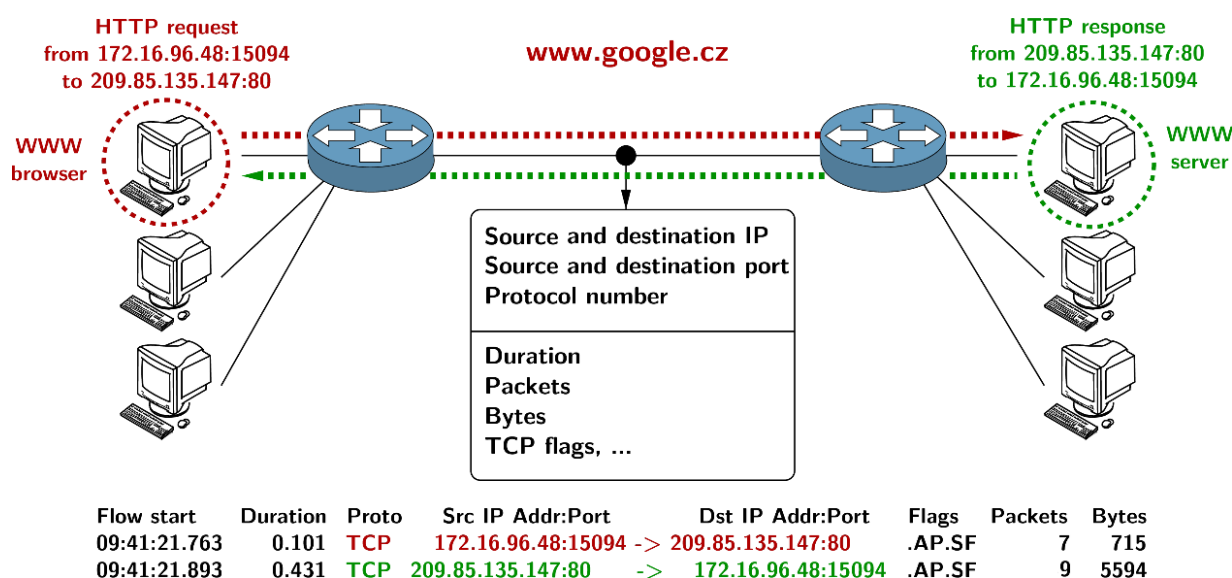 HTTP request
from 172.16.96.48:15094
to 209.85.135.147:80
www.google.cz
HTTP response
from 209.85.135.147:80
to 172.16.96.48:15094
WWW
browser
WWW
server
Source and destination IP
Source and destination port
Protocol number
Duration
Packets
Bytes
TCP flags, ...
Flow start Duration Proto Src IP Addr:Port Dst IP Addr:Port Flags Packets Bytes
09:41:21.763 0.101 TCP 172.16.96.48:15094 -> 209.85.135.147:80 .AP.SF 7 715
09:41:21.893 0.431 TCP 209.85.135.147:80 -> 172.16.96.48:15094 .AP.SF 9 5594